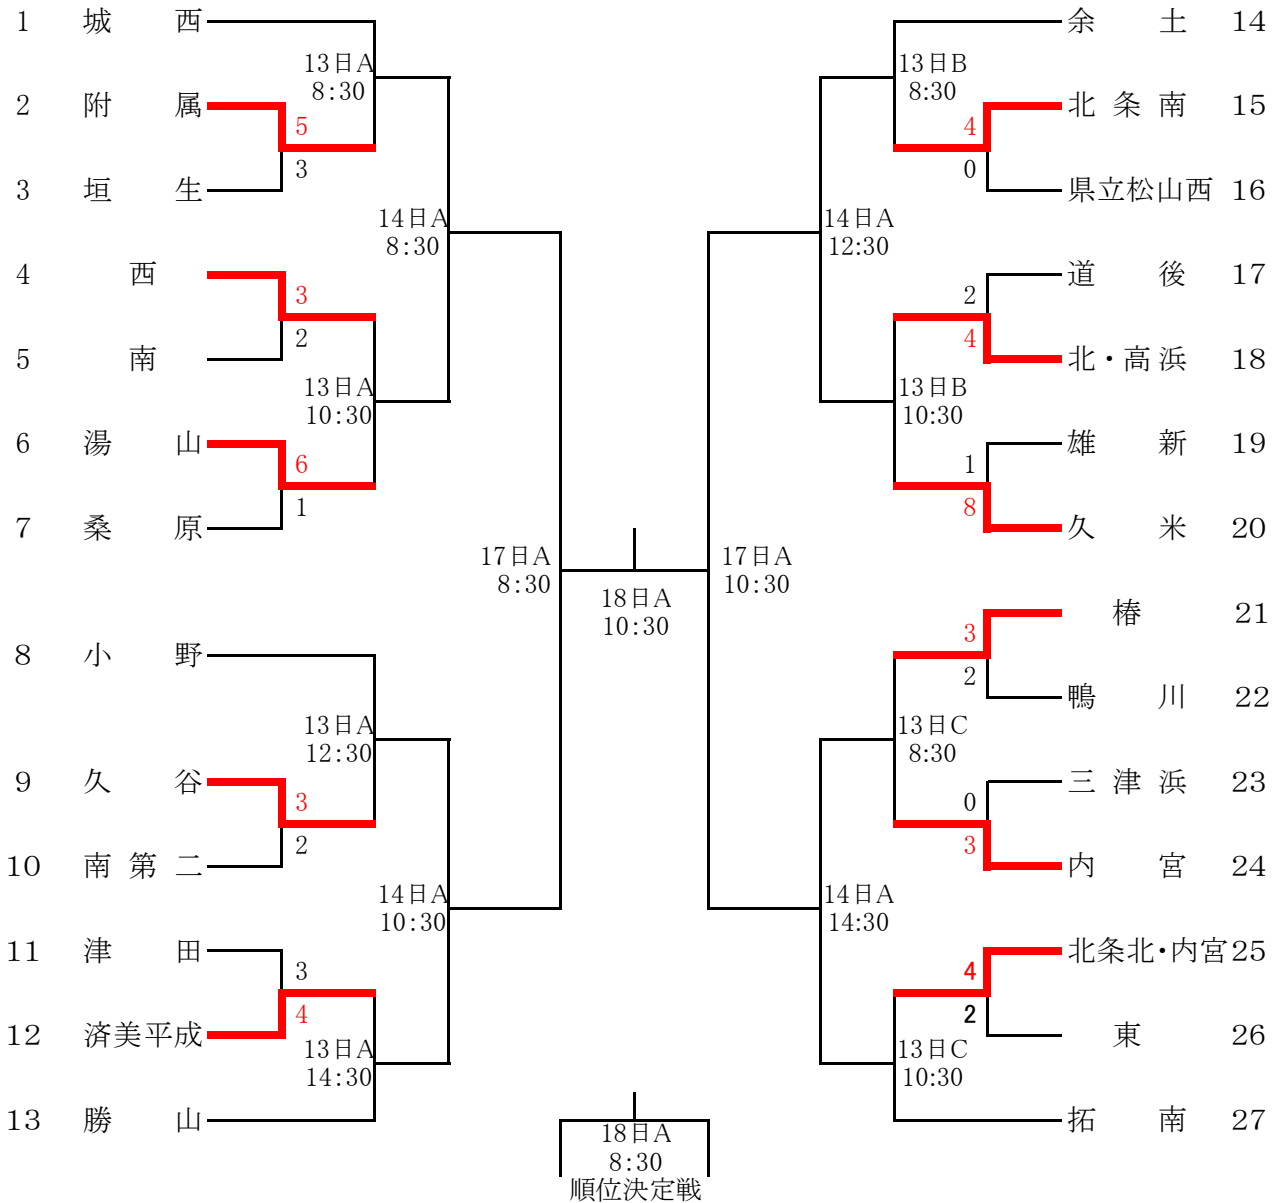 1 城西
13日A
8:30
2 附属
5
3
3 垣生
14日A
8:30
4 西
3
2
5 南
13日A
10:30
6 湯山
6
1
7 桑原
17日A
8:30
8 小野
13日A
12:30
9 久谷
3
2
10 南第二
14日A
10:30
11 津田
3
4
12 済美平成
13日A
14:30
13 勝山
18日A
10:30
18日A
8:30
順位決定戦
余土 14
13日B
8:30
北条南 15
4
0
県立松山西 16
14日A
12:30
道後 17
2
4
北・高浜 18
13日B
10:30
雄新 19
1
8
久米 20
17日A
10:30
椿 21
3
2
鴨川 22
13日C
8:30
三津浜 23
0
3
内宮 24
14日A
14:30
北条北・内宮 25
4
2
東 26
13日C
10:30
拓南 27